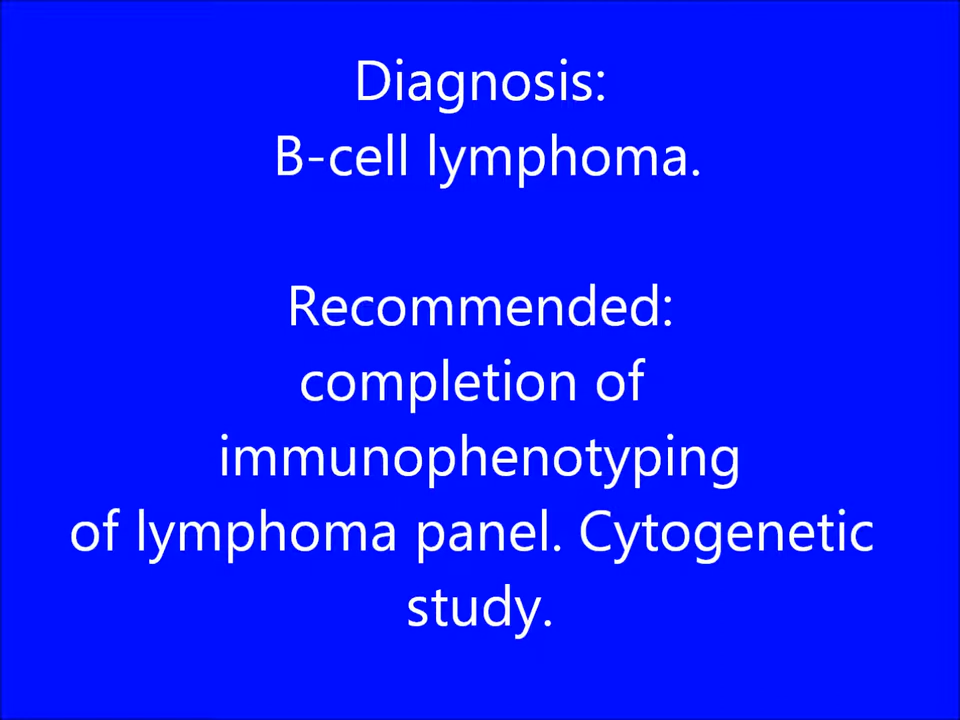 Diagnosis:
B-cell lymphoma.
Recommended:
completion of
immunophenotyping
of lymphoma panel. Cytogenetic
study.